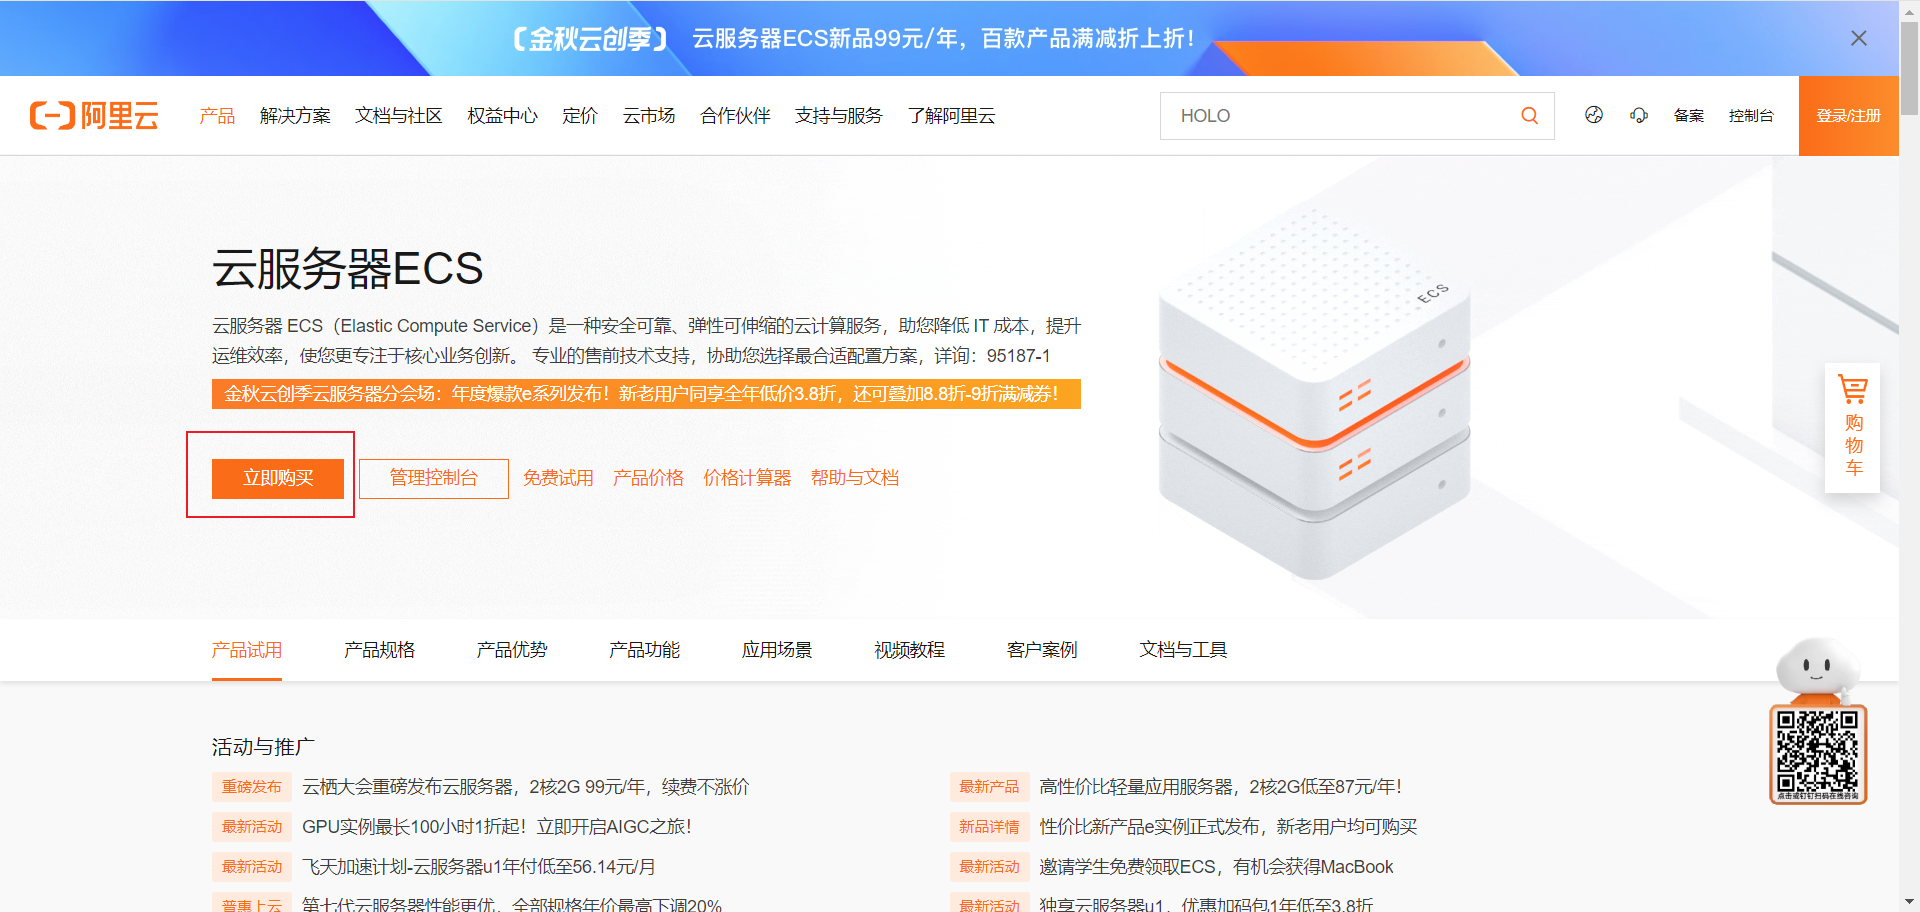 【金秋云创季】 云服务器ECS新品99元/年，百款产品满减折上折！
阿里云 产品 解决方案 文档与社区 权益中心 定价 云市场 合作伙伴 支持与服务 了解阿里云 HOLO 备案 控制台 登录/注册
云服务器ECS
云服务器 ECS（Elastic Compute Service）是一种安全可靠、弹性可伸缩的云计算服务，助您降低 IT 成本，提升
运维效率，使您更专注于核心业务创新。 专业的售前技术支持，协助您选择最合适配置方案，详询：95187-1
金秋云创季云服务器分会场：年度爆款e系列发布！新老用户同享全年低价3.8折，还可叠加8.8折-9折满减券！
立即购买 管理控制台 免费试用 产品价格 价格计算器 帮助与文档
ECS
购
物
车
产品试用 产品规格 产品优势 产品功能 应用场景 视频教程 客户案例 文档与工具
活动与推广
重磅发布 云栖大会重磅发布云服务器，2核2G 99元/年，续费不涨价
最新产品 高性价比轻量应用服务器，2核2G低至87元/年！
最新活动 GPU实例最长100小时1折起！立即开启AIGC之旅！
新品详情 性价比新产品e实例正式发布，新老用户均可购买
最新活动 飞天加速计划-云服务器u1年付低至56.14元/月
最新活动 邀请学生免费领取ECS，有机会获得MacBook
普惠上云 第七代云服务器性能更优，全部规格年价最高下调20%
最新活动 独享云服务器u1，优惠加码包1年低至3.8折
点击或钉钉扫码在线咨询